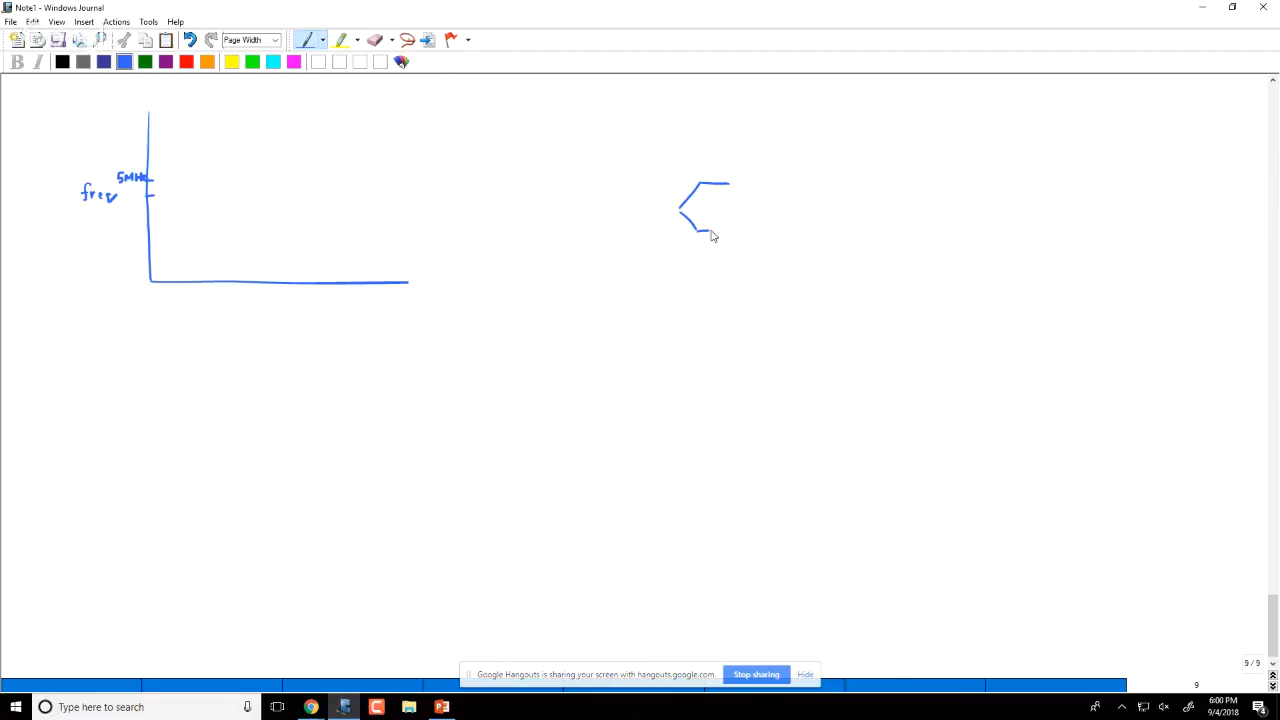 Note1 - Windows Journal
File Edit View Insert Actions Tools Help
Page Width
B I
5MHz
freq
9 / 9
Google Hangouts is sharing your screen with hangouts.google.com. Stop sharing Hide
9
Type here to search
6:00 PM
9/4/2018
4